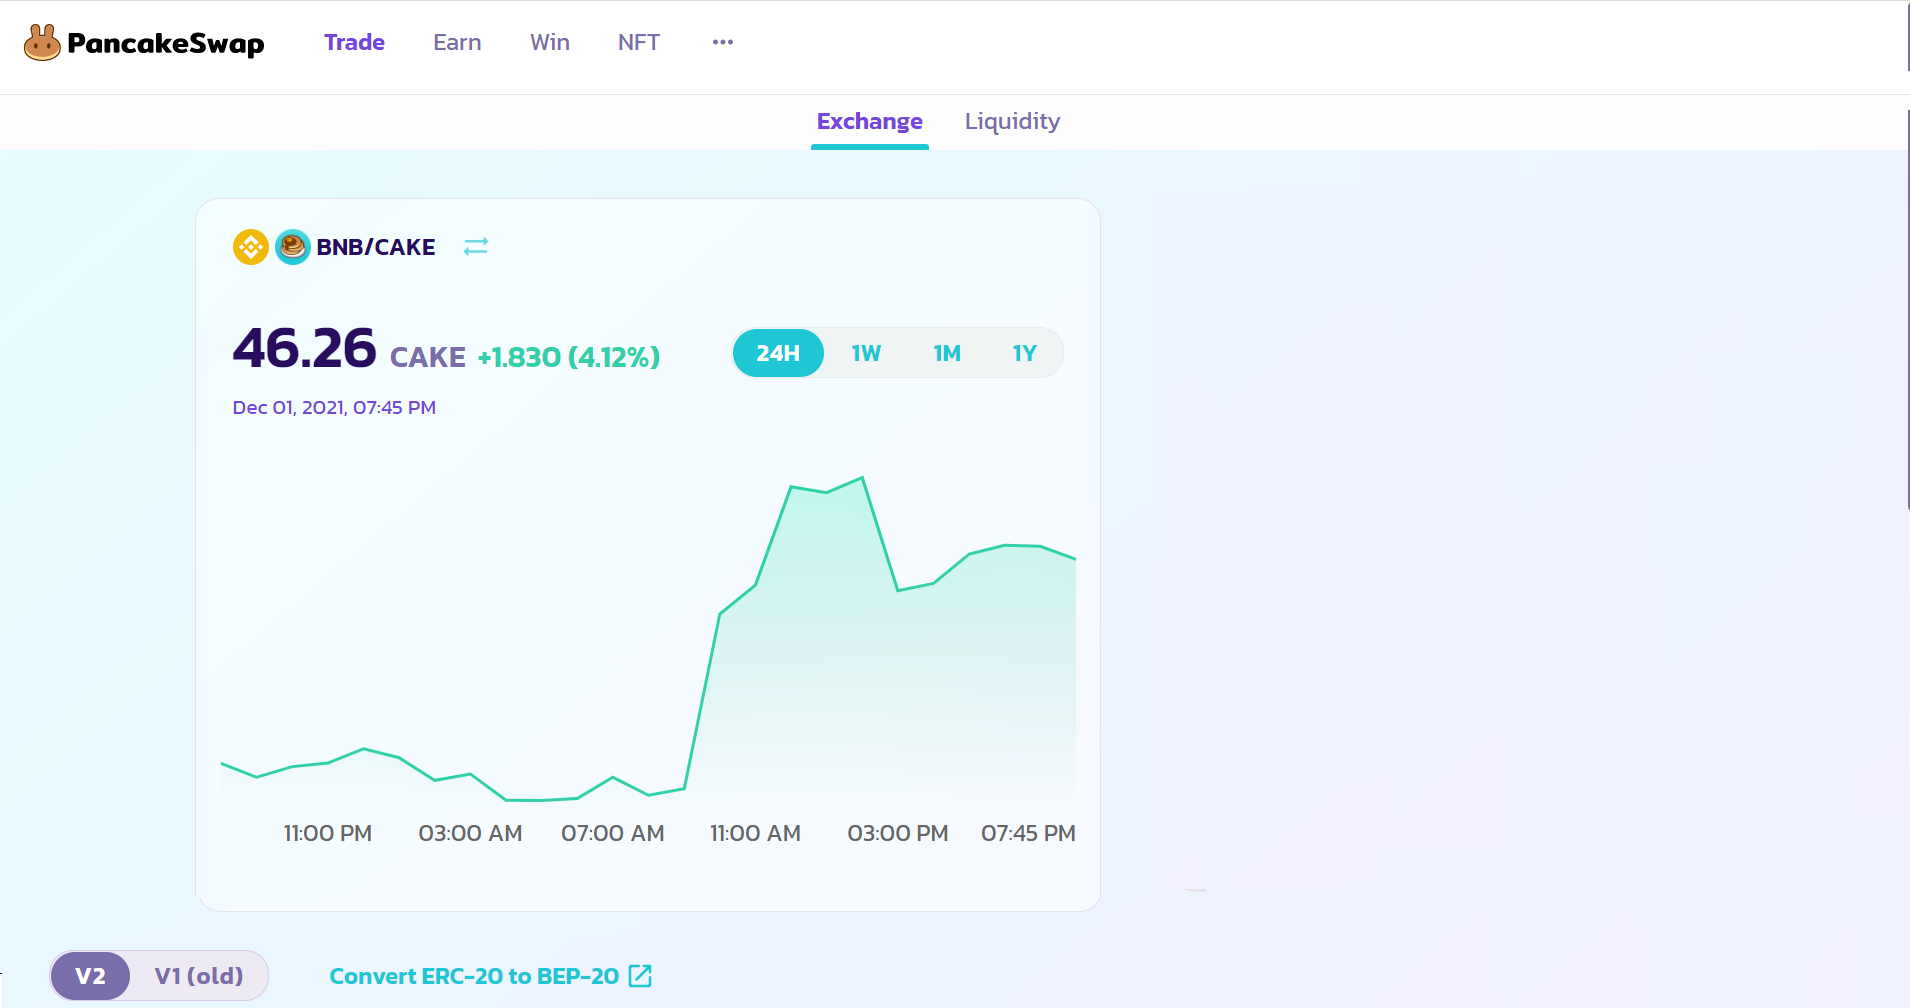 PancakeSwap Trade Earn Win NFT
Exchange Liquidity
BNB/CAKE
46.26 CAKE +1.830 (4.12%)
24H 1W 1M 1Y
Dec 01, 2021, 07:45 PM
11:00 PM 03:00 AM 07:00 AM 11:00 AM 03:00 PM 07:45 PM
V2 V1 (old) Convert ERC-20 to BEP-20